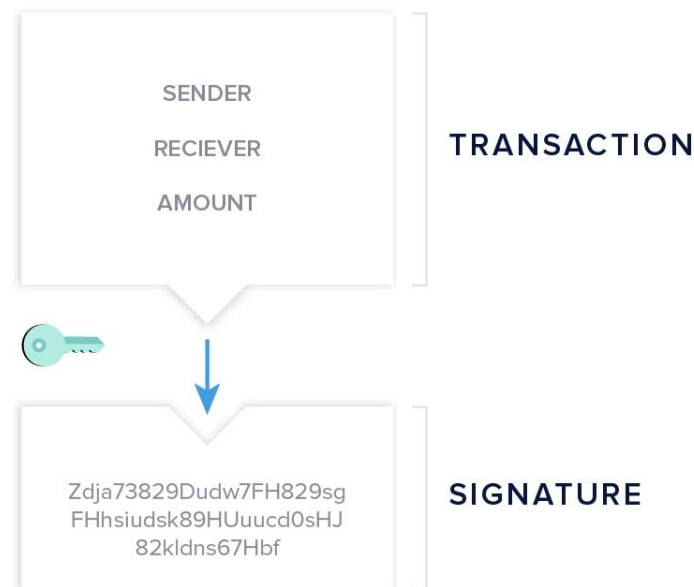 SENDER
RECIEVER
AMOUNT
TRANSACTION
Zdja73829Dudw7FH829sg
FHhsiudsk89HUuucd0sHJ
82kldns67Hbf
SIGNATURE